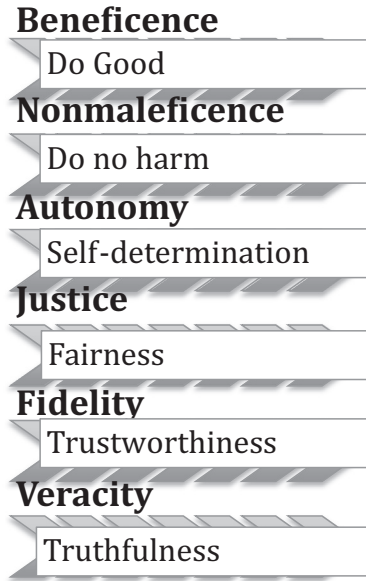 Beneficence
Do Good
Nonmaleficence
Do no harm
Autonomy
Self-determination
Justice
Fairness
Fidelity
Trustworthiness
Veracity
Truthfulness